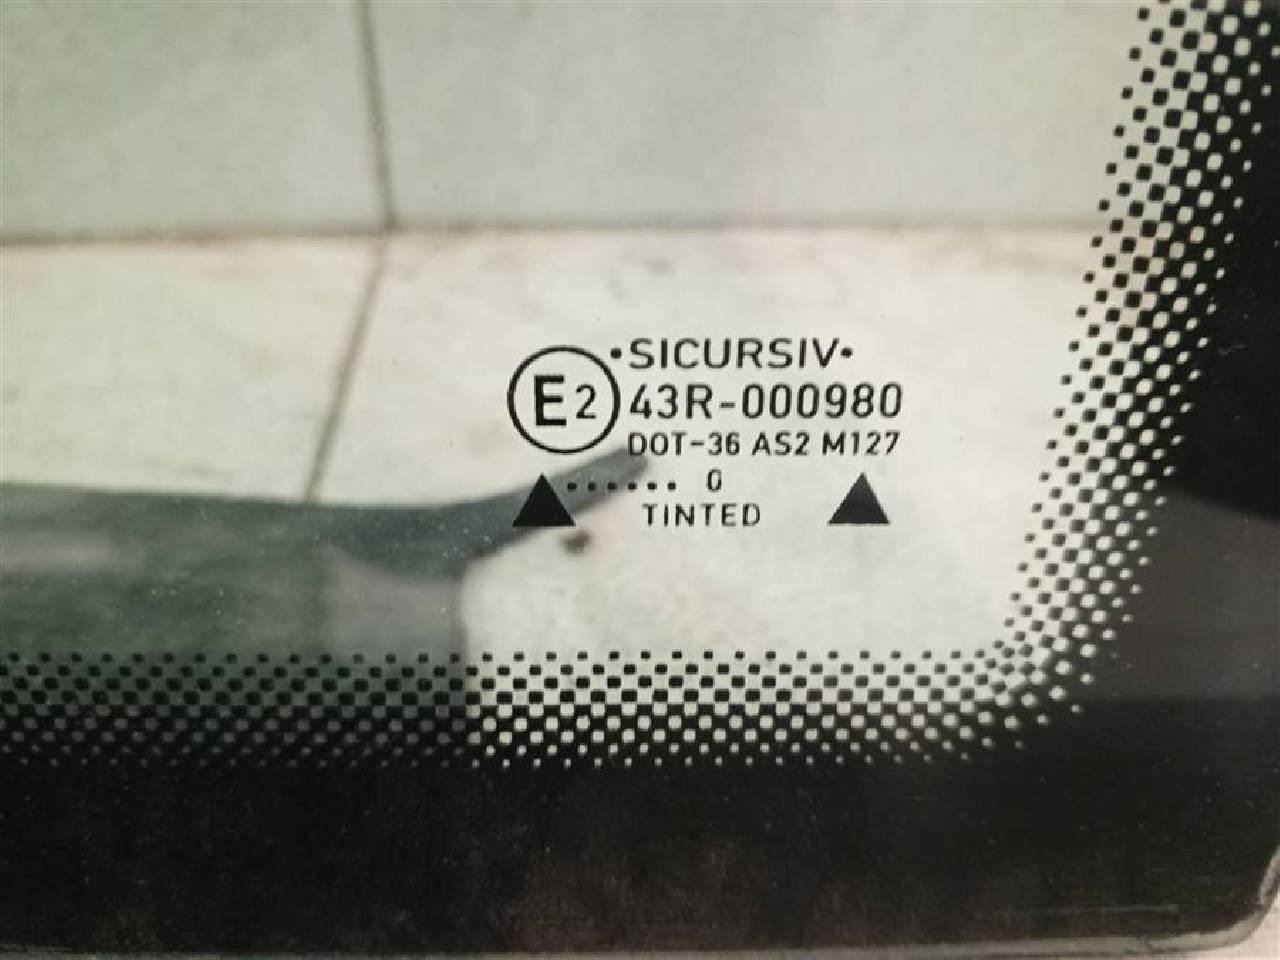 •SICURSIV•
E2 43R-000980
DOT-36 AS2 M127
...... 0
TINTED